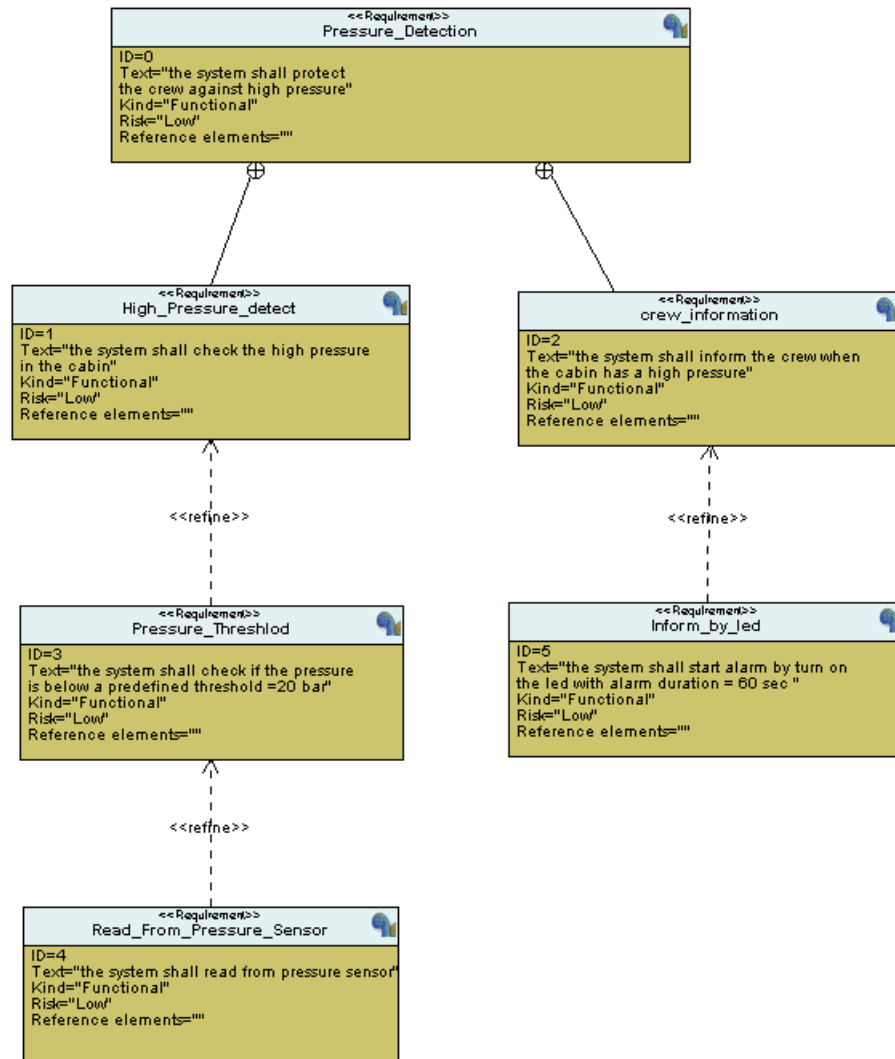 <<Requirement>>
Pressure_Detection
ID=0
Text="the system shall protect
the crew against high pressure"
Kind="Functional"
Risk="Low"
Reference elements=""
<<Requirement>>
High_Pressure_detect
ID=1
Text="the system shall check the high pressure
in the cabin"
Kind="Functional"
Risk="Low"
Reference elements=""
<<Requirement>>
crew_information
ID=2
Text="the system shall inform the crew when
the cabin has a high pressure"
Kind="Functional"
Risk="Low"
Reference elements=""
<<refine>>
<<refine>>
<<Requirement>>
Pressure_Threshlod
ID=3
Text="the system shall check if the pressure
is below a predefined threshold =20 bar"
Kind="Functional"
Risk="Low"
Reference elements=""
<<Requirement>>
Inform_by_led
ID=5
Text="the system shall start alarm by turn on
the led with alarm duration = 60 sec "
Kind="Functional"
Risk="Low"
Reference elements=""
<<refine>>
<<Requirement>>
Read_From_Pressure_Sensor
ID=4
Text="the system shall read from pressure sensor"
Kind="Functional"
Risk="Low"
Reference elements=""